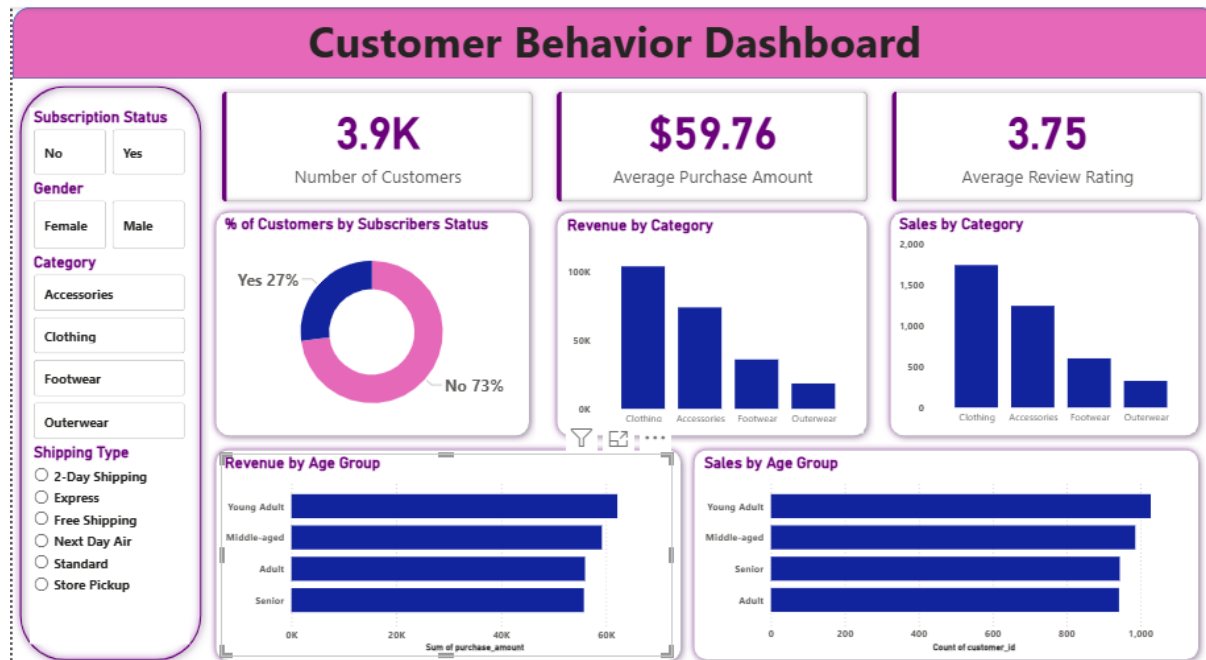 Customer Behavior Dashboard
Subscription Status
No
Yes
Gender
Female
Male
Category
Accessories
Clothing
Footwear
Outerwear
Shipping Type
2-Day Shipping
Express
Free Shipping
Next Day Air
Standard
Store Pickup
3.9K
Number of Customers
$59.76
Average Purchase Amount
3.75
Average Review Rating
% of Customers by Subscribers Status
Yes 27%
No 73%
Revenue by Category
100K
50K
0K
Clothing
Accessories
Footwear
Outerwear
Sales by Category
2,000
1,500
1,000
500
0
Clothing
Accessories
Footwear
Outerwear
Revenue by Age Group
Young Adult
Middle-aged
Adult
Senior
0K
20K
40K
60K
Sum of purchase_amount
Sales by Age Group
Young Adult
Middle-aged
Senior
Adult
0
200
400
600
800
1,000
Count of customer_id